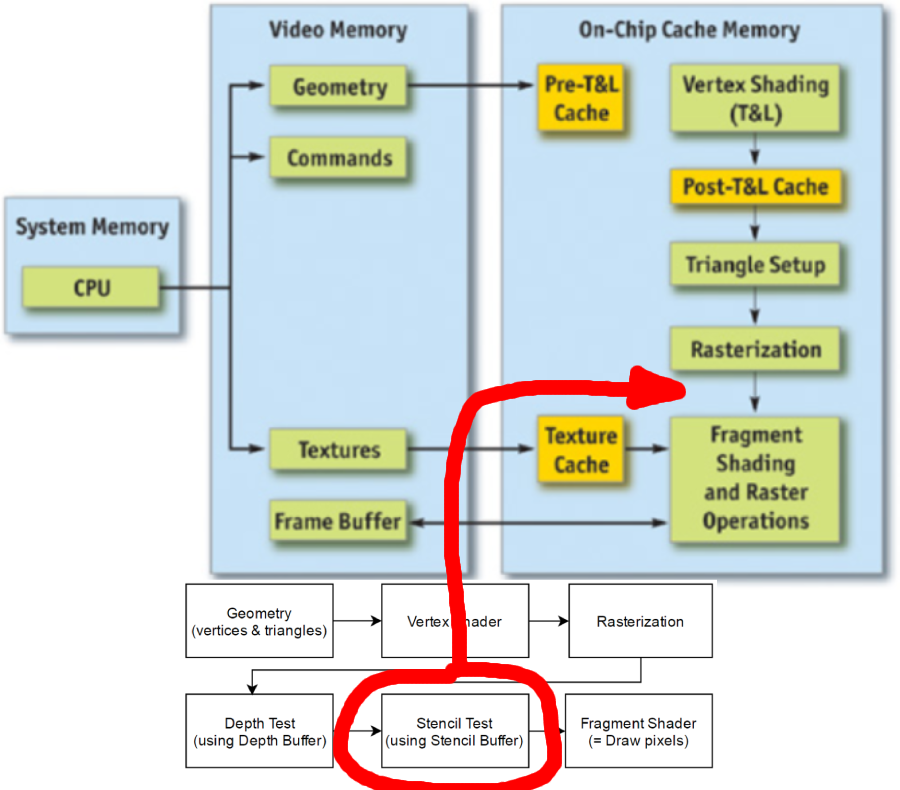 Video Memory
On-Chip Cache Memory
Geometry
Pre-T&L
Cache
Vertex Shading
(T&L)
Commands
Post-T&L Cache
System Memory
CPU
Triangle Setup
Rasterization
Textures
Texture
Cache
Fragment
Shading
and Raster
Operations
Frame Buffer
Geometry
(vertices & triangles)
Vertex
Rasterization
Depth Test
(using Depth Buffer)
Stencil Test
(using Stencil Buffer)
Fragment Shader
(= Draw pixels)